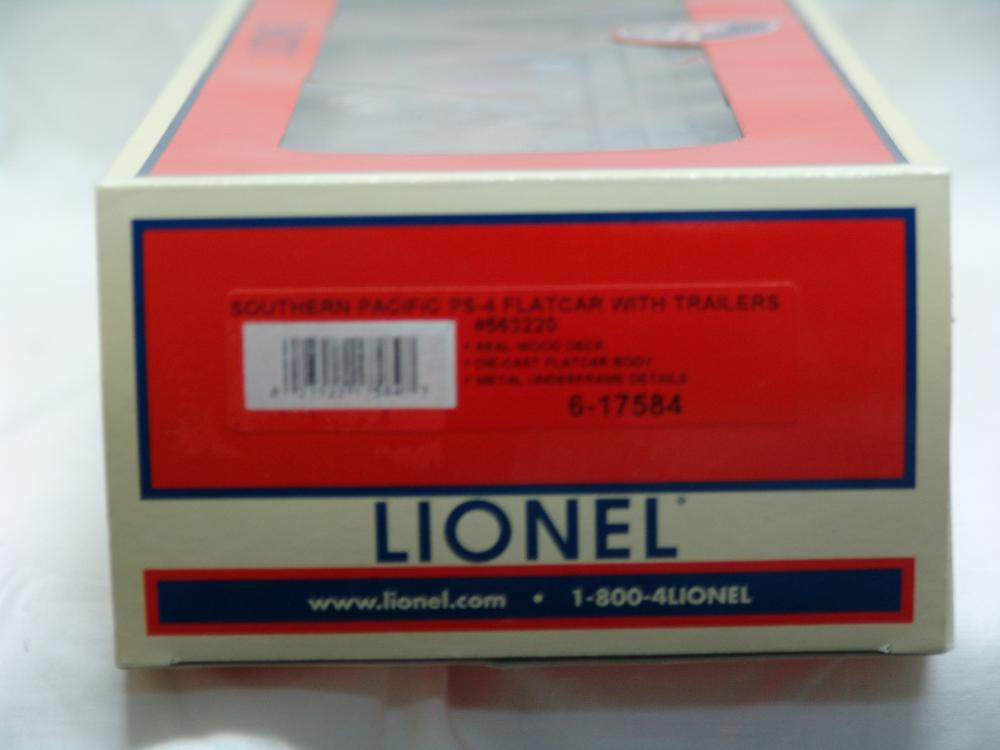 SOUTHERN PACIFIC PS-4 FLATCAR WITH TRAILERS
#563220
• REAL WOOD DECK
• DIE-CAST FLATCAR BODY
• METAL UNDERFRAME DETAILS
6-17584
LIONEL
www.lionel.com • 1-800-4LIONEL